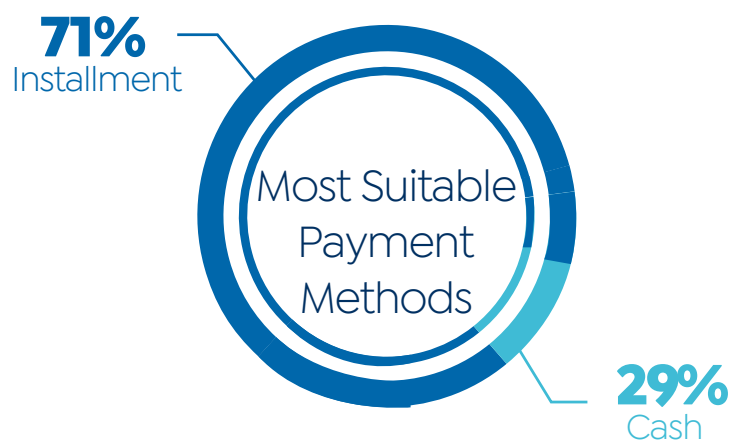 71%
Installment
Most Suitable
Payment
Methods
29%
Cash